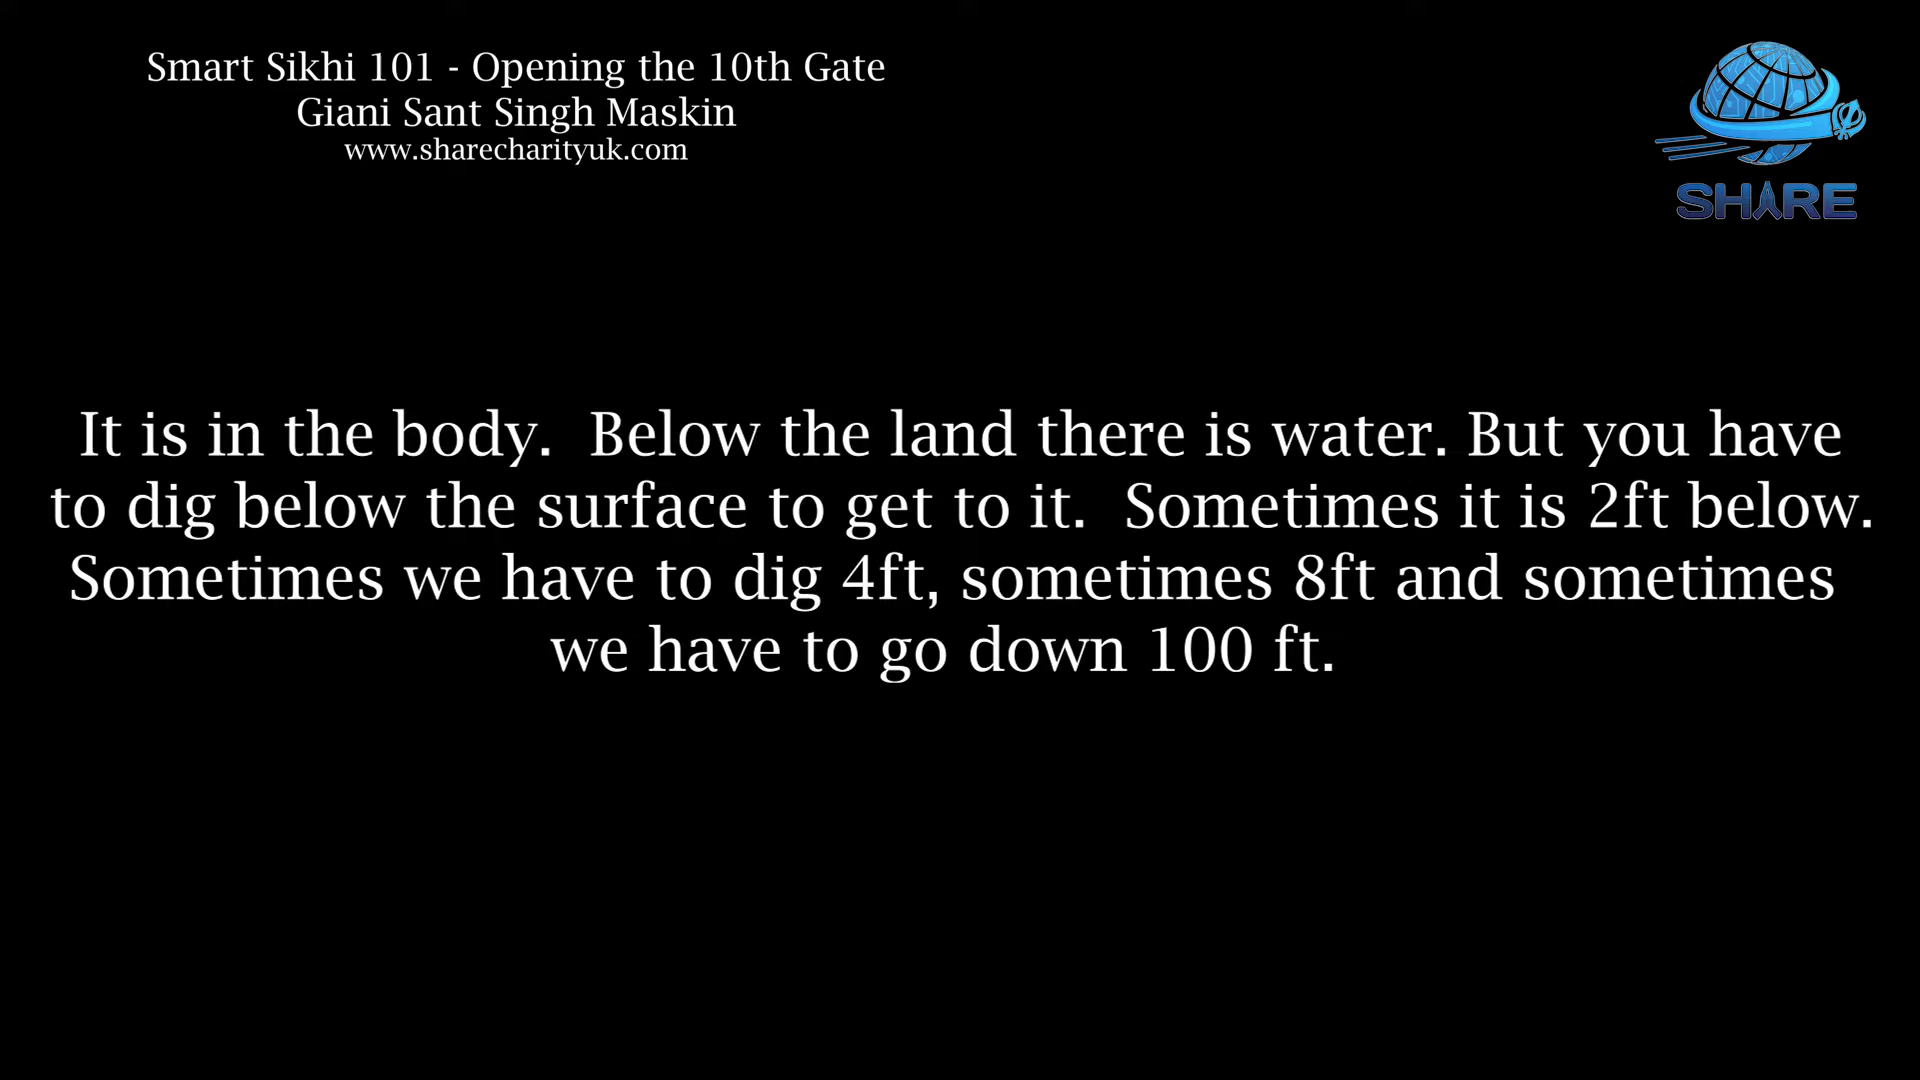 Smart Sikhi 101 - Opening the 10th Gate
Giani Sant Singh Maskin
www.sharecharityuk.com
SHARE
It is in the body.  Below the land there is water. But you have
to dig below the surface to get to it.  Sometimes it is 2ft below.
Sometimes we have to dig 4ft, sometimes 8ft and sometimes
we have to go down 100 ft.